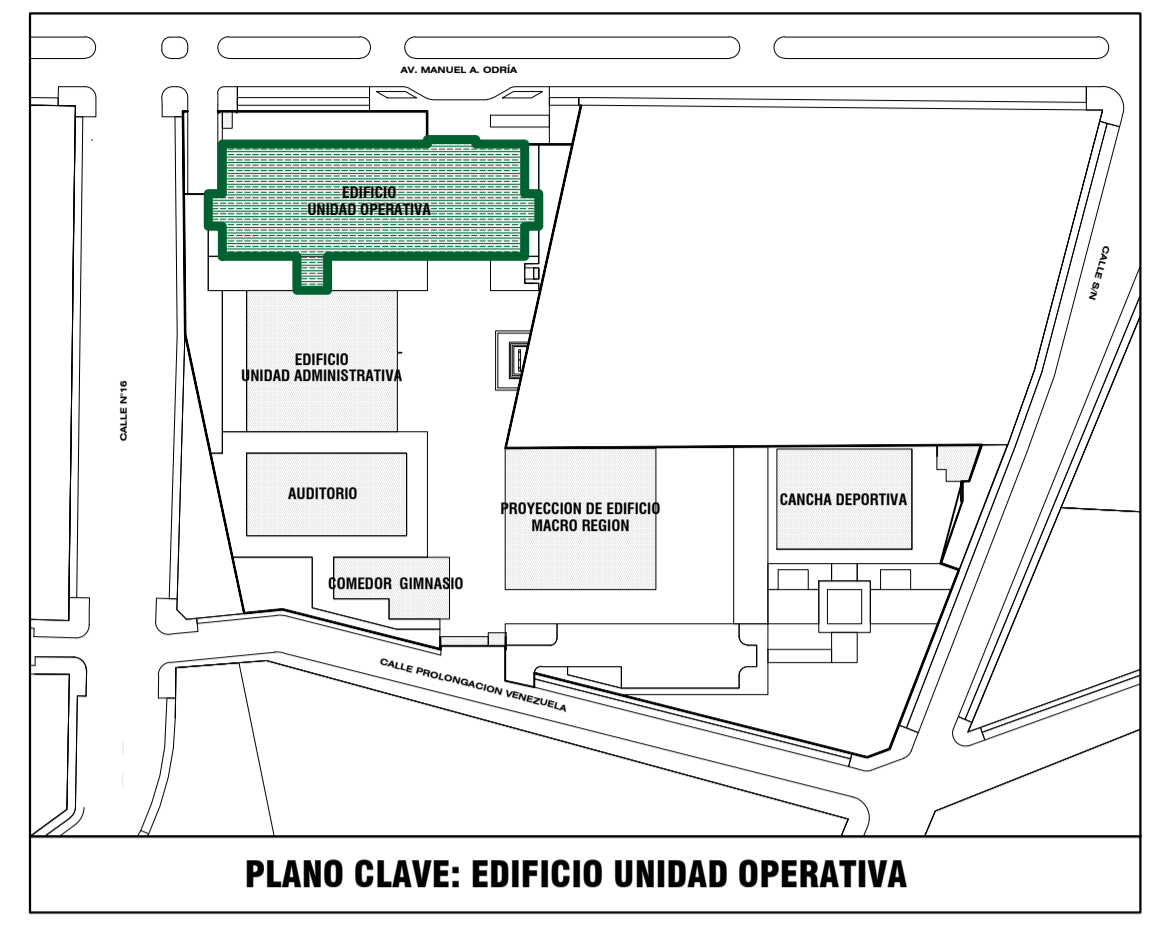 AV. MANUEL A. ODRÍA
EDIFICIO
UNIDAD OPERATIVA
CALLE S/N
EDIFICIO
UNIDAD ADMINISTRATIVA
CALLE N°16
AUDITORIO
PROYECCION DE EDIFICIO
MACRO REGION
CANCHA DEPORTIVA
COMEDOR GIMNASIO
CALLE PROLONGACION VENEZUELA
PLANO CLAVE: EDIFICIO UNIDAD OPERATIVA